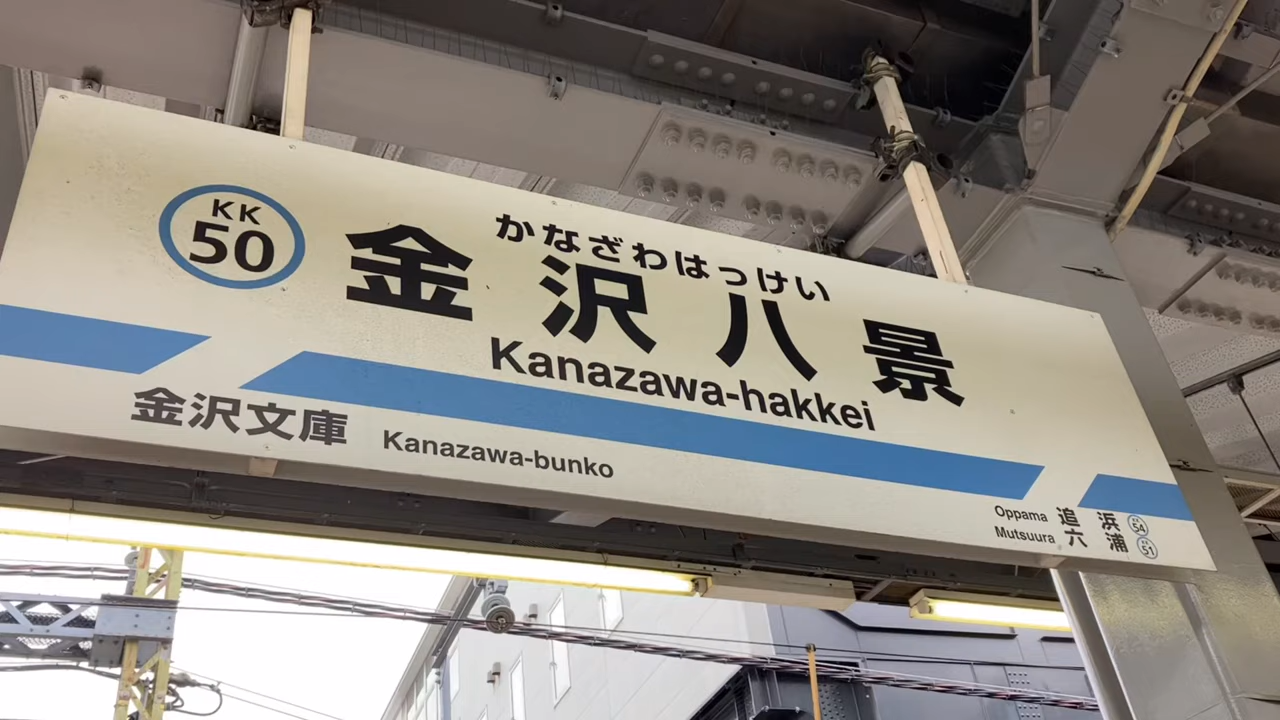 KK
50
かなざわはっけい
金沢八景
Kanazawa-hakkei
金沢文庫 Kanazawa-bunko
Oppama 追浜 54
Mutsuura 六浦 51